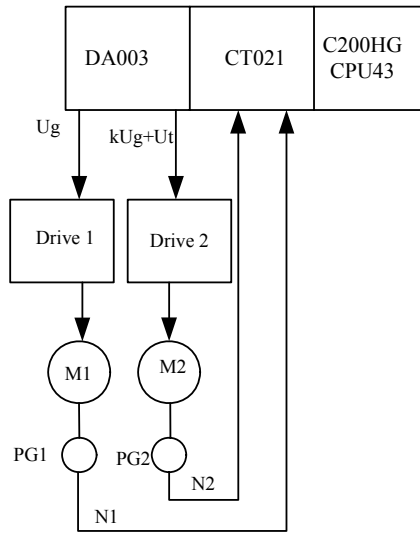 DA003
CT021
C200HG
CPU43
Ug
kUg+Ut
Drive 1
Drive 2
M1
M2
PG1
PG2
N2
N1